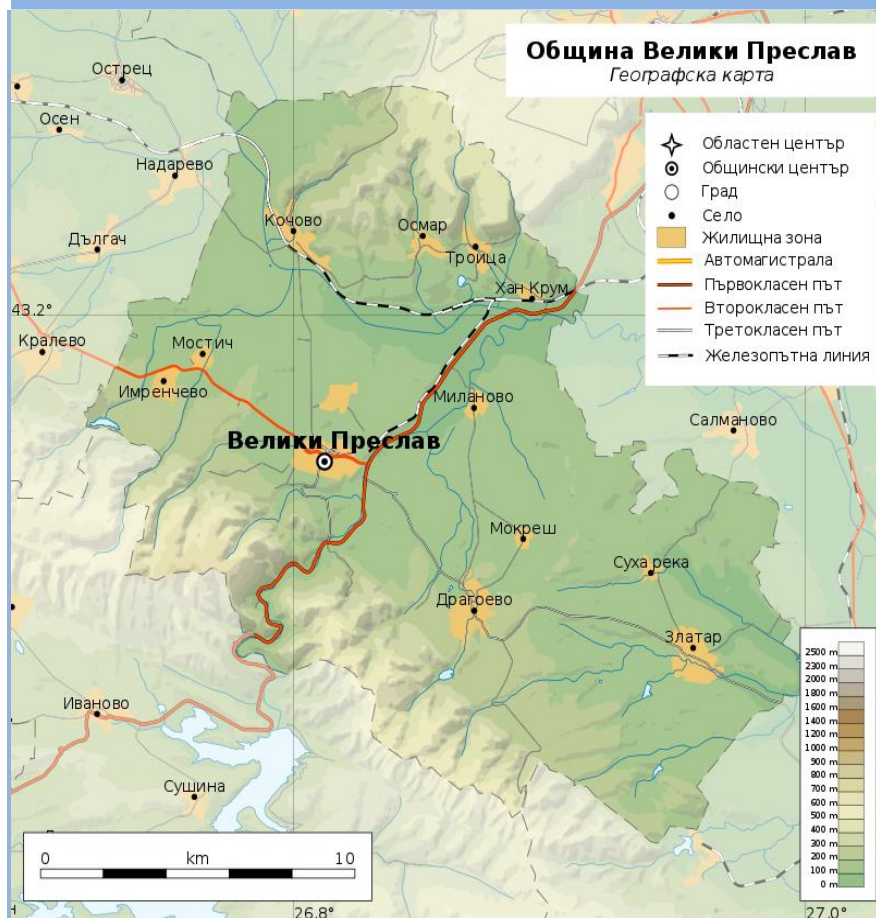 Община Велики Преслав
Географска карта
Областен център
Общински център
Град
Село
Жилищна зона
Автомагистрала
Първокласен път
Второкласен път
Третокласен път
Железопътна линия
Острец
Осен
Надарево
Дългач
Кочово
Осмар
Троица
Хан Крум
43.2°
Кралево
Мостич
Имренчево
Миланово
Салманово
Велики Преслав
Мокреш
Суха река
Драгоево
Златар
Иваново
Сушина
2500 m
2300 m
2000 m
1800 m
1600 m
1400 m
1200 m
1000 m
900 m
800 m
700 m
600 m
500 m
400 m
300 m
200 m
100 m
0 m
0 km 10
26.8°
27.0°